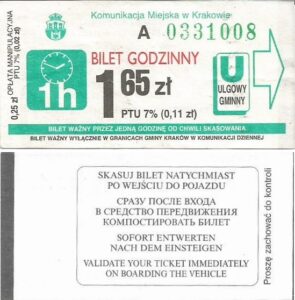 Komunikacja Miejska w Krakowie
A 0331008
0,25 zł OPŁATA MANIPULACYJNA
PTU 7% (0,02 zł)
BILET GODZINNY
1h
1 65 zł
PTU 7% (0,11 zł)
U
ULGOWY
GMINNY
BILET WAŻNY PRZEZ JEDNĄ GODZINĘ OD CHWILI SKASOWANIA
BILET WAŻNY WYŁĄCZNIE W GRANICACH GMINY KRAKÓW W KOMUNIKACJI DZIENNEJ
SKASUJ BILET NATYCHMIAST
PO WEJŚCIU DO POJAZDU
СРАЗУ ПОСЛЕ ВХОДА
В СРЕДСТВО ПЕРЕДВИЖЕНИЯ
КОМПОСТИРОВАТЬ БИЛЕТ
SOFORT ENTWERTEN
NACH DEM EINSTEIGEN
VALIDATE YOUR TICKET IMMEDIATELY
ON BOARDING THE VEHICLE
Proszę zachować do kontroli